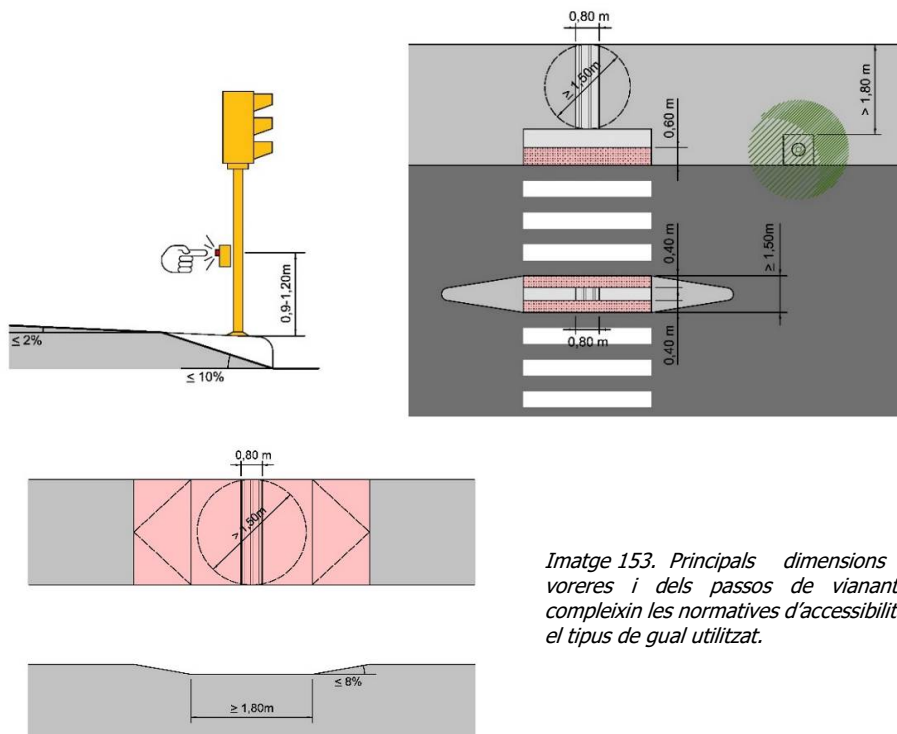 0,80 m
≥ 1,50m
0,60 m
> 1,80 m
0,40 m
≥ 1,50m
0,80 m
0,40 m
0,9-1,20m
≤ 2%
≤ 10%
0,80 m
> 1,50m
≤ 8%
≥ 1,80m
Imatge 153. Principals dimensions
voreres i dels passos de vianant
compleixin les normatives d'accessibilit
el tipus de gual utilitzat.